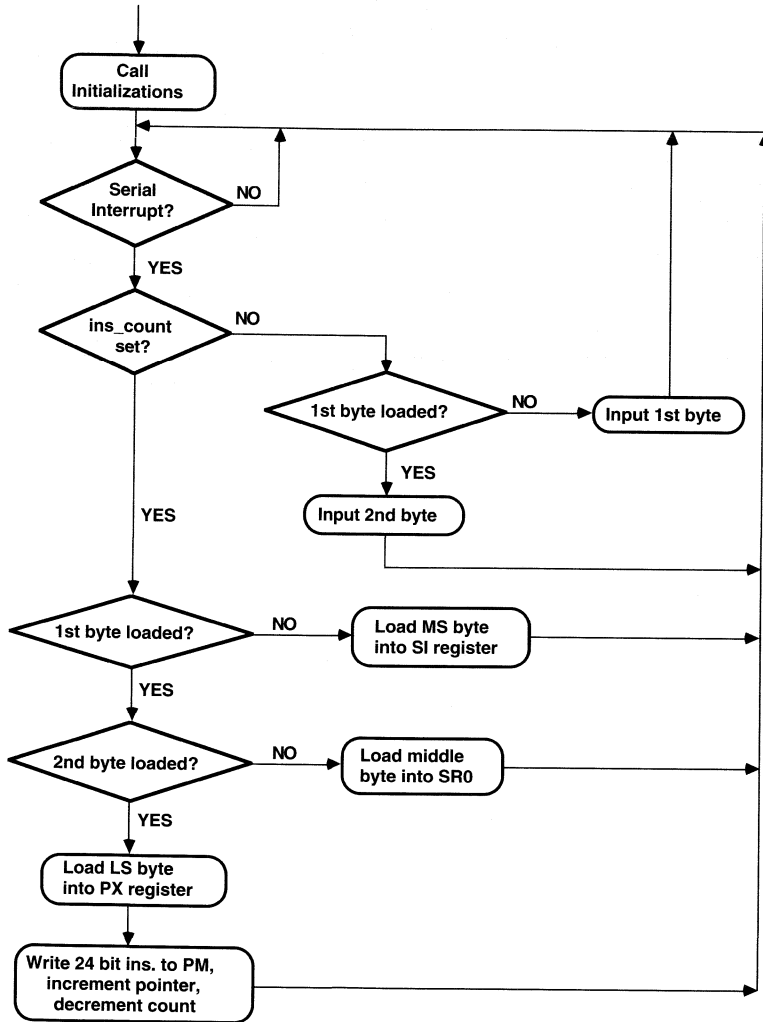 Call
Initializations
Serial
Interrupt?
NO
YES
ins_count
set?
NO
1st byte loaded?
NO
Input 1st byte
YES
Input 2nd byte
YES
1st byte loaded?
NO
Load MS byte
into SI register
YES
2nd byte loaded?
NO
Load middle
byte into SR0
YES
Load LS byte
into PX register
Write 24 bit ins. to PM,
increment pointer,
decrement count